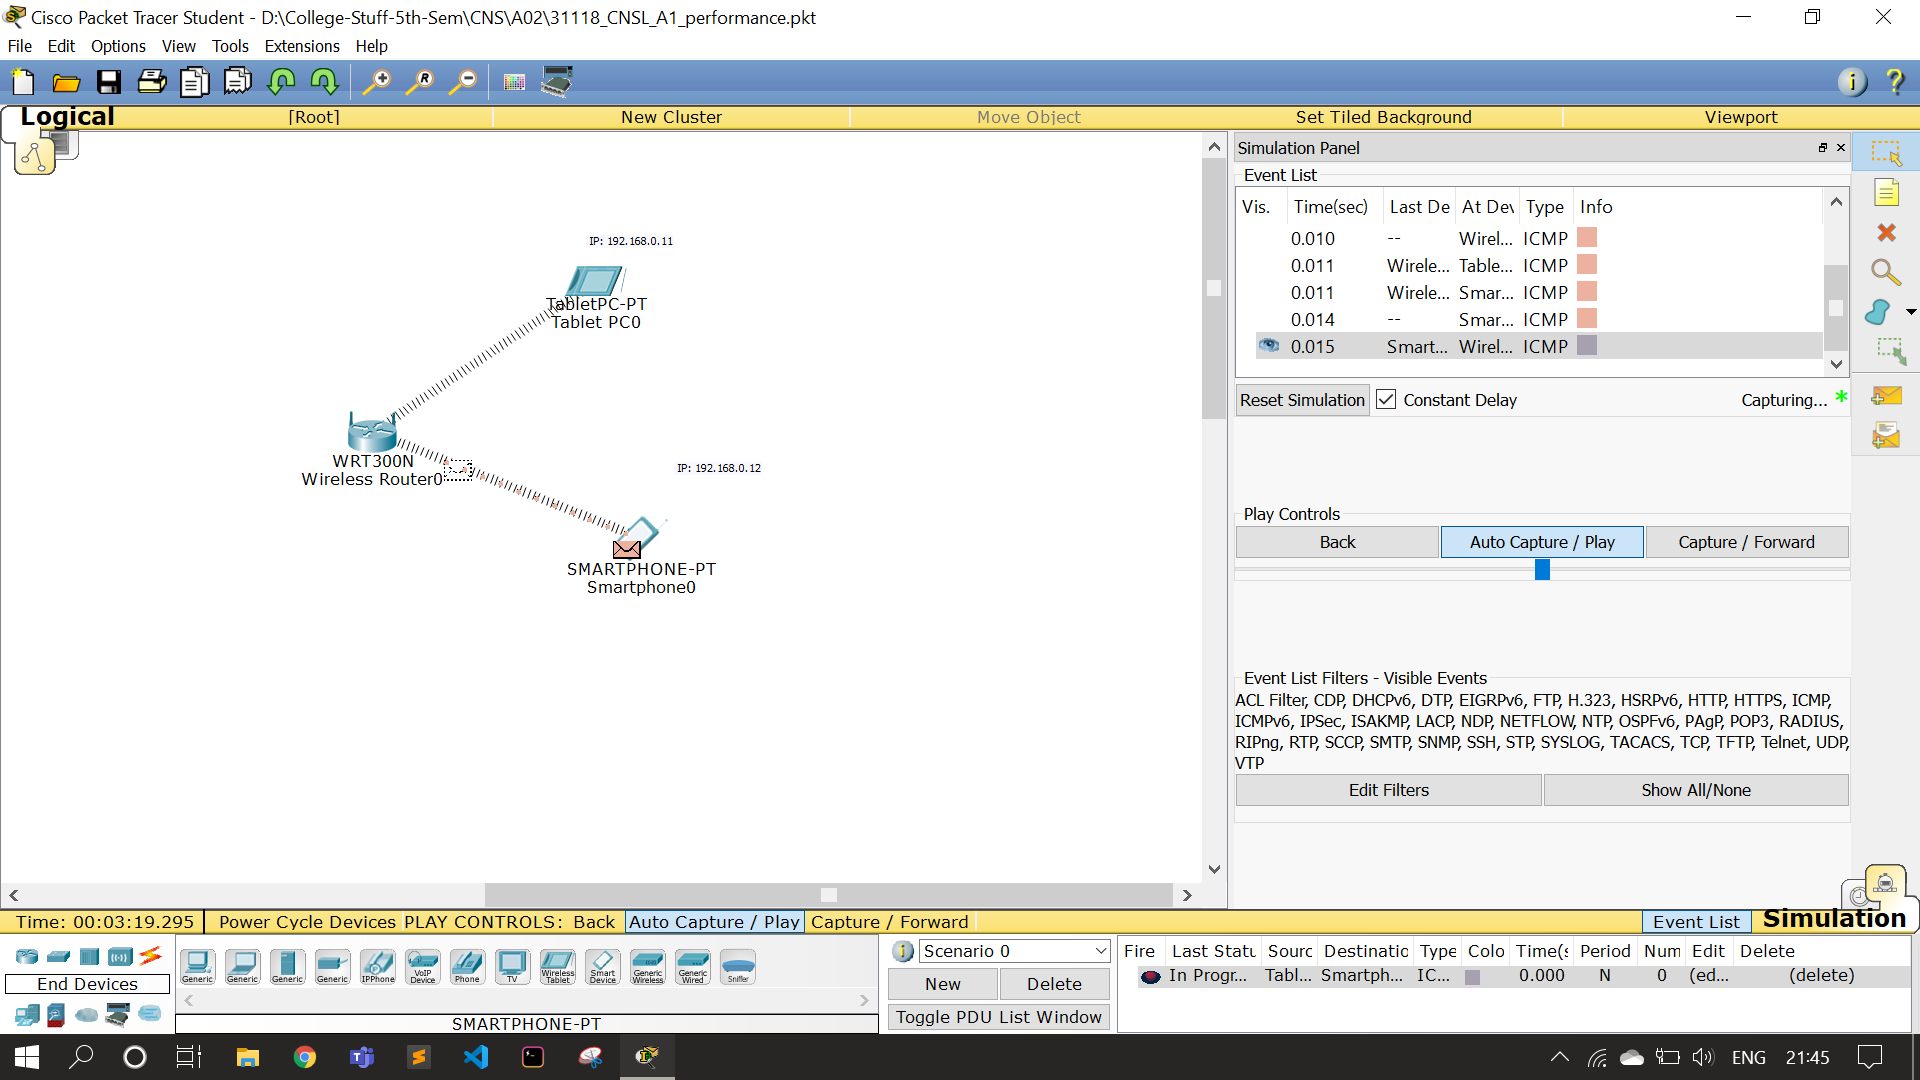 Cisco Packet Tracer Student - D:\College-Stuff-5th-Sem\CNS\A02\31118_CNSL_A1_performance.pkt
File Edit Options View Tools Extensions Help
Logical [Root] New Cluster Move Object Set Tiled Background Viewport
IP: 192.168.0.11
TabletPC-PT
Tablet PC0
WRT300N
Wireless Router0
IP: 192.168.0.12
SMARTPHONE-PT
Smartphone0
Simulation Panel
Event List
Vis. Time(sec) Last De At Dev Type Info
0.010 -- Wirel... ICMP
0.011 Wirele... Table... ICMP
0.011 Wirele... Smar... ICMP
0.014 -- Smar... ICMP
0.015 Smart... Wirel... ICMP
Reset Simulation Constant Delay Capturing... *
Play Controls
Back Auto Capture / Play Capture / Forward
Event List Filters - Visible Events
ACL Filter, CDP, DHCPv6, DTP, EIGRPv6, FTP, H.323, HSRPv6, HTTP, HTTPS, ICMP,
ICMPv6, IPSec, ISAKMP, LACP, NDP, NETFLOW, NTP, OSPFv6, PAgP, POP3, RADIUS,
RIPng, RTP, SCCP, SMTP, SNMP, SSH, STP, SYSLOG, TACACS, TCP, TFTP, Telnet, UDP,
VTP
Edit Filters Show All/None
Time: 00:03:19.295 Power Cycle Devices PLAY CONTROLS: Back Auto Capture / Play Capture / Forward Event List Simulation
End Devices
Generic Generic Generic Generic IPPhone VoIP Device Phone TV Wireless Tablet Smart Device Generic Wireless Generic Wired Sniffer
SMARTPHONE-PT
Scenario 0
New Delete
Toggle PDU List Window
Fire Last Statu Sourc Destinatio Type Colo Time(s Period Num Edit Delete
In Progr... Tabl... Smartph... IC... 0.000 N 0 (ed... (delete)
ENG 21:45